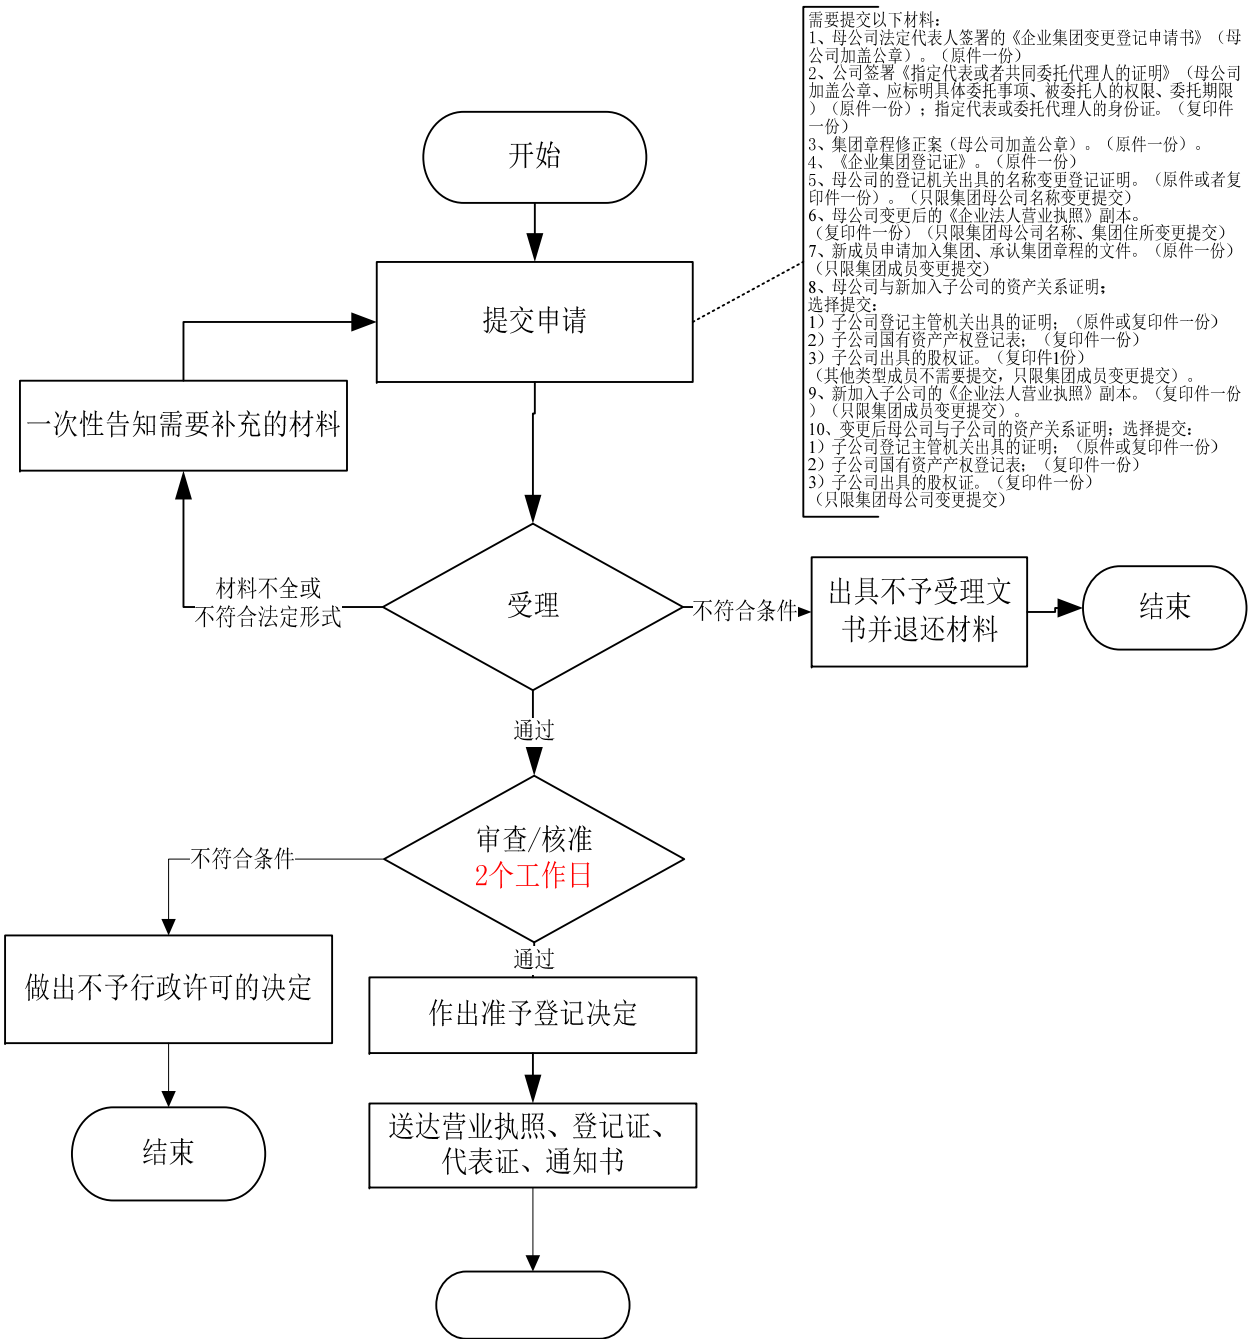 需要提交以下材料：
1、母公司法定代表人签署的《企业集团变更登记申请书》（母
公司加盖公章）。（原件一份）
2、公司签署《指定代表或者共同委托代理人的证明》（母公司
加盖公章、应标明具体委托事项、被委托人的权限、委托期限
）（原件一份）；指定代表或委托代理人的身份证。（复印件
一份）
3、集团章程修正案（母公司加盖公章）。（原件一份）。
4、《企业集团登记证》。（原件一份）
5、母公司的登记机关出具的名称变更登记证明。（原件或者复
印件一份）。（只限集团母公司名称变更提交）
6、母公司变更后的《企业法人营业执照》副本。
（复印件一份）（只限集团母公司名称、集团住所变更提交）
7、新成员申请加入集团、承认集团章程的文件。（原件一份）
（只限集团成员变更提交）
8、母公司与新加入子公司的资产关系证明；
选择提交：
1）子公司登记主管机关出具的证明；（原件或复印件一份）
2）子公司国有资产产权登记表；（复印件一份）
3）子公司出具的股权证。（复印件1份）
（其他类型成员不需要提交，只限集团成员变更提交）。
9、新加入子公司的《企业法人营业执照》副本。（复印件一份
）（只限集团成员变更提交）。
10、变更后母公司与子公司的资产关系证明；选择提交：
1）子公司登记主管机关出具的证明；（原件或复印件一份）
2）子公司国有资产产权登记表；（复印件一份）
3）子公司出具的股权证。（复印件一份）
（只限集团母公司变更提交）
开始
提交申请
一次性告知需要补充的材料
材料不全或
不符合法定形式
受理
不符合条件
出具不予受理文
书并退还材料
结束
通过
审查/核准
2个工作日
不符合条件
通过
做出不予行政许可的决定
作出准予登记决定
送达营业执照、登记证、
代表证、通知书
结束